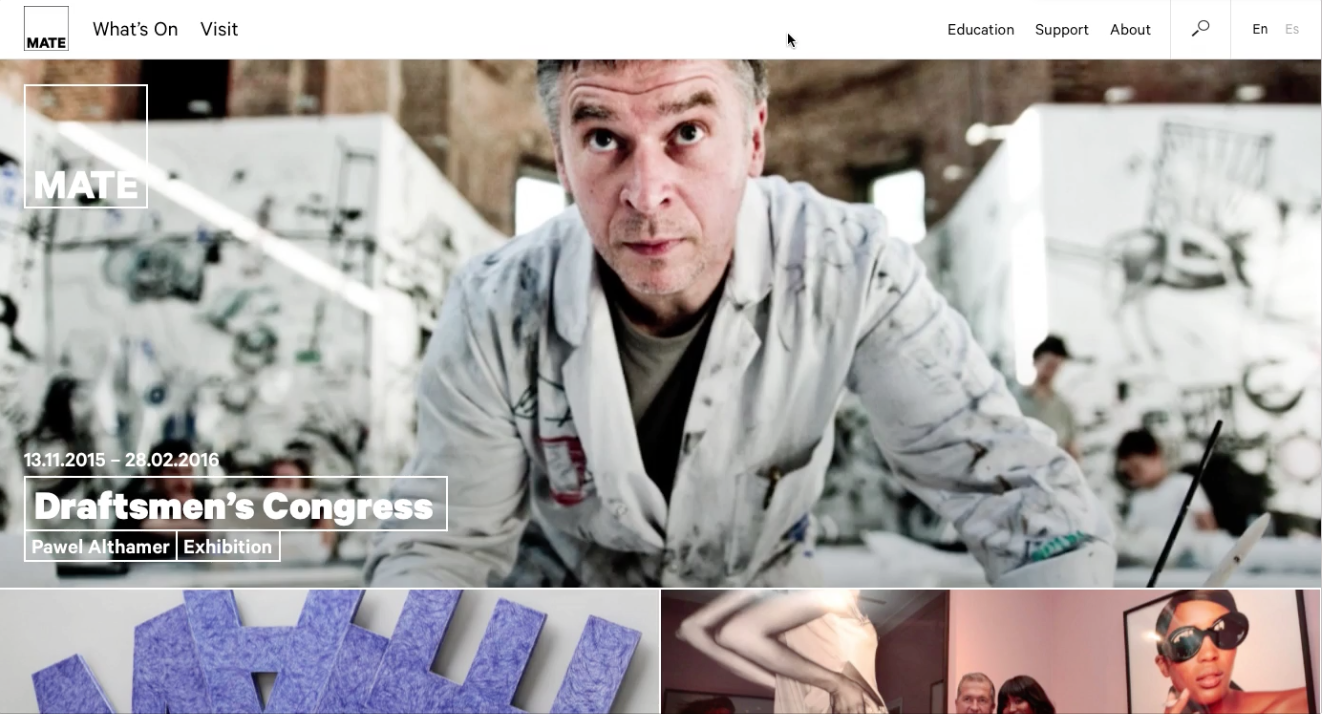 MATE
What's On
Visit
Education
Support
About
En
Es
MATE
13.11.2015 – 28.02.2016
Draftsmen's Congress
Pawel Althamer
Exhibition